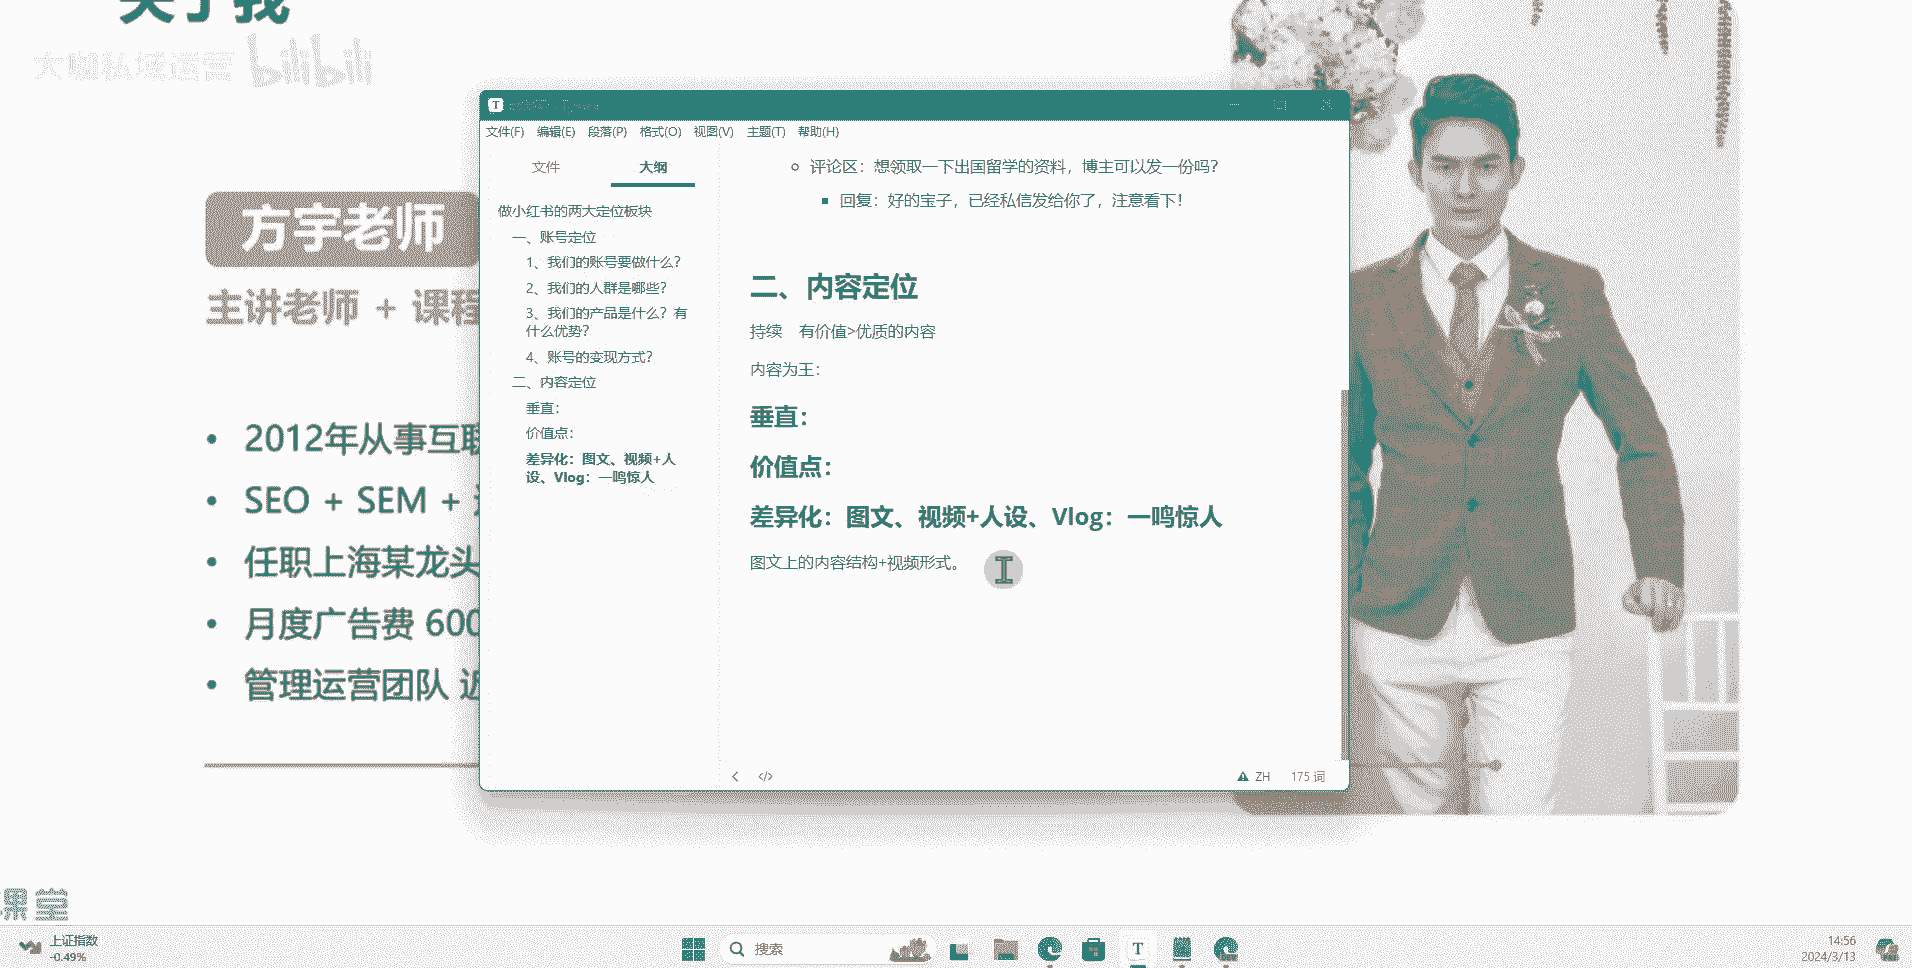 关于我
大咖私域运营 bilibili
方宇老师
主讲老师 + 课程
• 2012年从事互联
• SEO + SEM +
• 任职上海某龙头
• 月度广告费 600
• 管理运营团队 近
课堂
文件(F) 编辑(E) 段落(P) 格式(O) 视图(V) 主题(T) 帮助(H)
文件 大纲
做小红书的两大定位板块
一、账号定位
1、我们的账号要做什么？
2、我们的人群是哪些？
3、我们的产品是什么？有
什么优势？
4、账号的变现方式？
二、内容定位
垂直：
价值点：
差异化：图文、视频+人
设、Vlog：一鸣惊人
评论区：想领取一下出国留学的资料，博主可以发一份吗？
回复：好的宝子，已经私信发给你了，注意看下！
二、内容定位
持续 有价值>优质的内容
内容为王：
垂直：
价值点：
差异化：图文、视频+人设、Vlog：一鸣惊人
图文上的内容结构+视频形式。
</> ZH 175 词
上证指数
-0.49%
搜索
14:56
2024/3/13